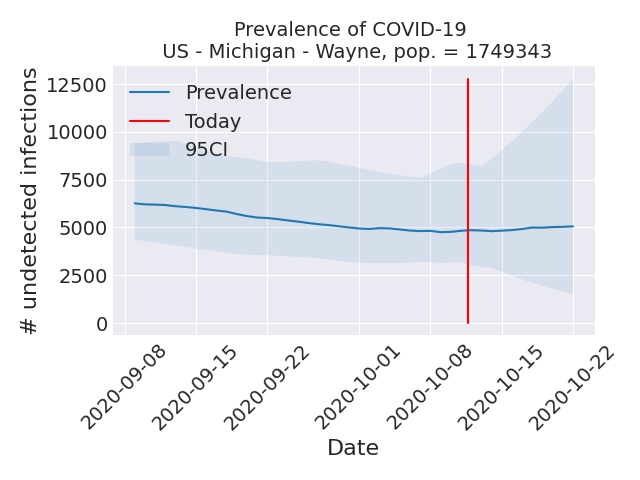 Prevalence of COVID-19
US - Michigan - Wayne, pop. = 1749343
# undetected infections
12500
10000
7500
5000
2500
0
Prevalence
Today
95CI
2020-09-08
2020-09-15
2020-09-22
2020-10-01
2020-10-08
2020-10-15
2020-10-22
Date